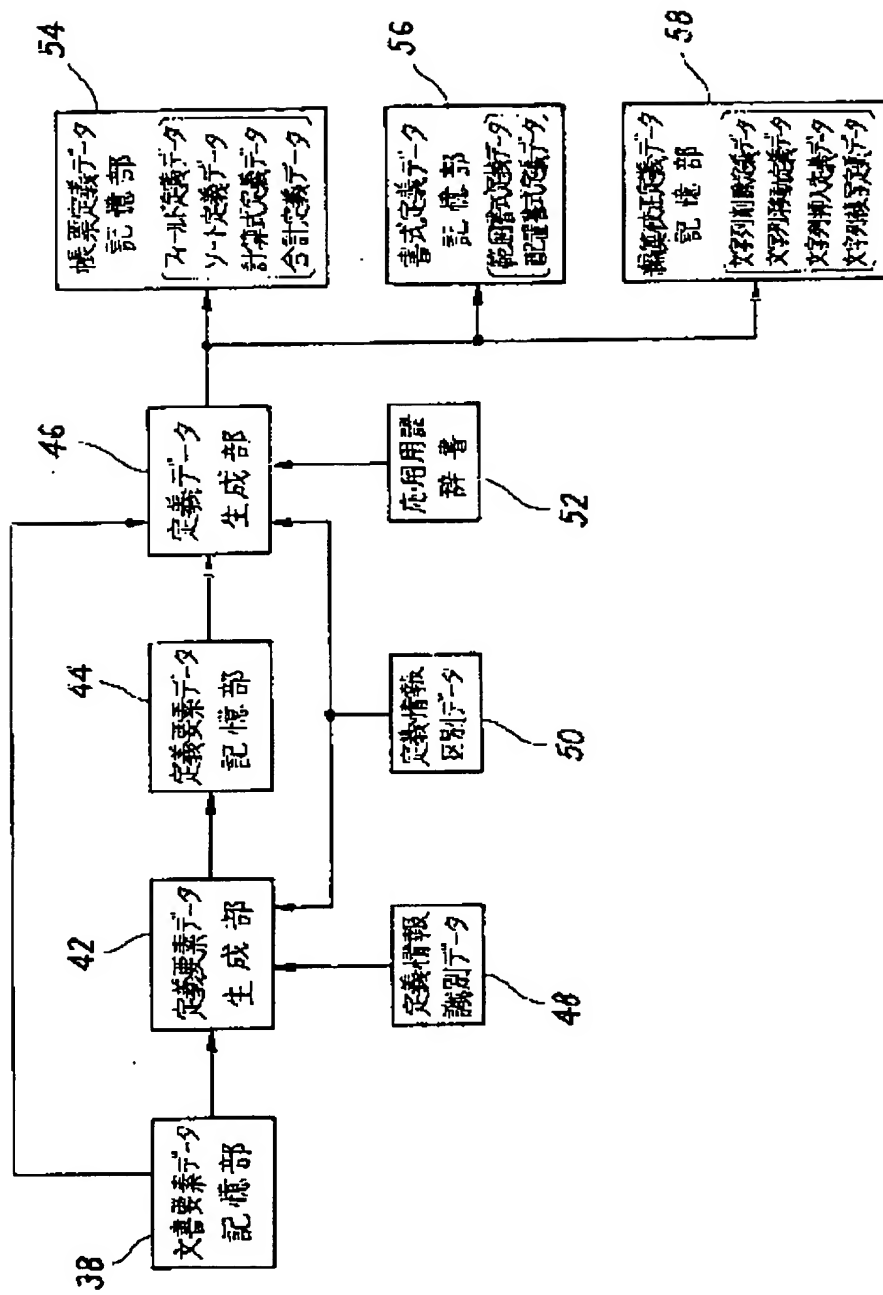 38
文書要素データ
記憶部
42
定義要素データ
生成部
44
定義要素データ
記憶部
46
定義データ
生成部
48
定義情報
識別データ
50
定義情報
区別データ
52
応用用語
辞書
54
帳票定義データ
記憶部
フィールド定義データ
ソート定義データ
計算式定義データ
合計定義データ
56
書式定義データ
記憶部
範囲書式定義データ
配置書式定義データ
58
編集校正定義データ
記憶部
文字列削除定義データ
文字列移動定義データ
文字列挿入定義データ
文字列複写定義データ